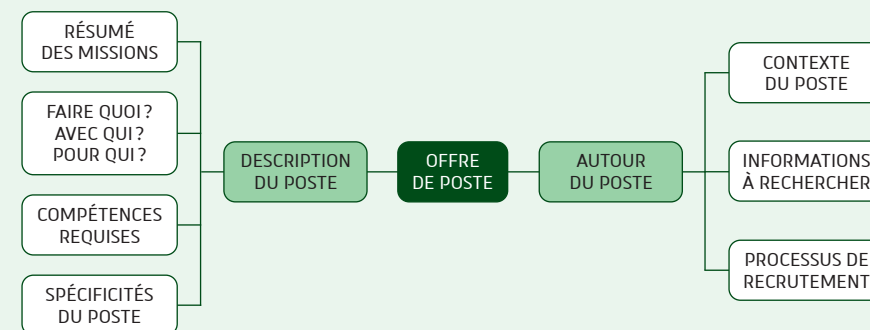 RÉSUMÉ
DES MISSIONS
FAIRE QUOI ?
AVEC QUI ?
POUR QUI ?
COMPÉTENCES
REQUISES
SPÉCIFICITÉS
DU POSTE
DESCRIPTION
DU POSTE
OFFRE
DE POSTE
AUTOUR
DU POSTE
CONTEXTE
DU POSTE
INFORMATIONS
À RECHERCHER
PROCESSUS DE
RECRUTEMENT